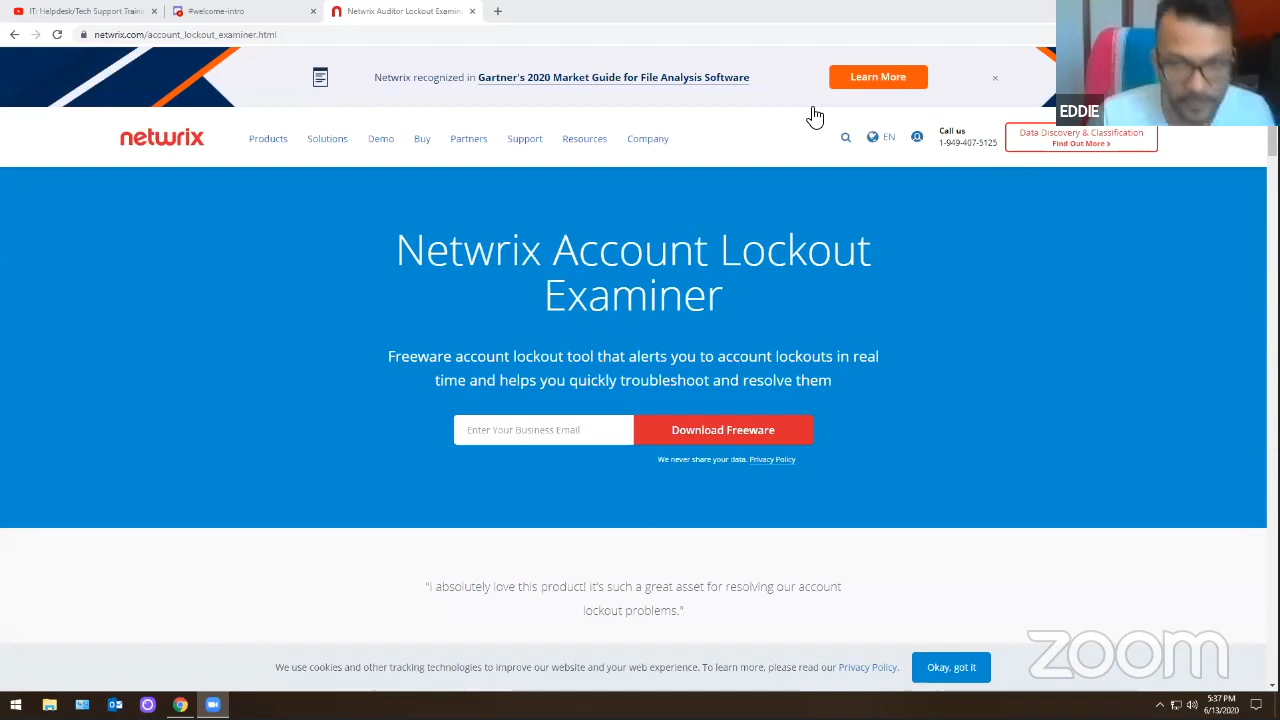 IT: Helpdesk/Tech Support Traini
#welcome-intro
Netwrix Auditor Lockout Examin
netwrix.com/account_lockout_examiner.html
Netwrix recognized in Gartner's 2020 Market Guide for File Analysis Software
Learn More
EDDIE
netwrix
Products
Solutions
Demo
Buy
Partners
Support
Resources
Company
EN
Call us
1-949-407-5125
Data Discovery & Classification
Find Out More
Netwrix Account Lockout
Examiner
Freeware account lockout tool that alerts you to account lockouts in real
time and helps you quickly troubleshoot and resolve them
Enter Your Business Email
Download Freeware
We never share your data. Privacy Policy
"I absolutely love this product! It's such a great asset for resolving our account
lockout problems."
We use cookies and other tracking technologies to improve our website and your web experience. To learn more, please read our Privacy Policy.
Okay, got it
zoom
5:37 PM
6/13/2020